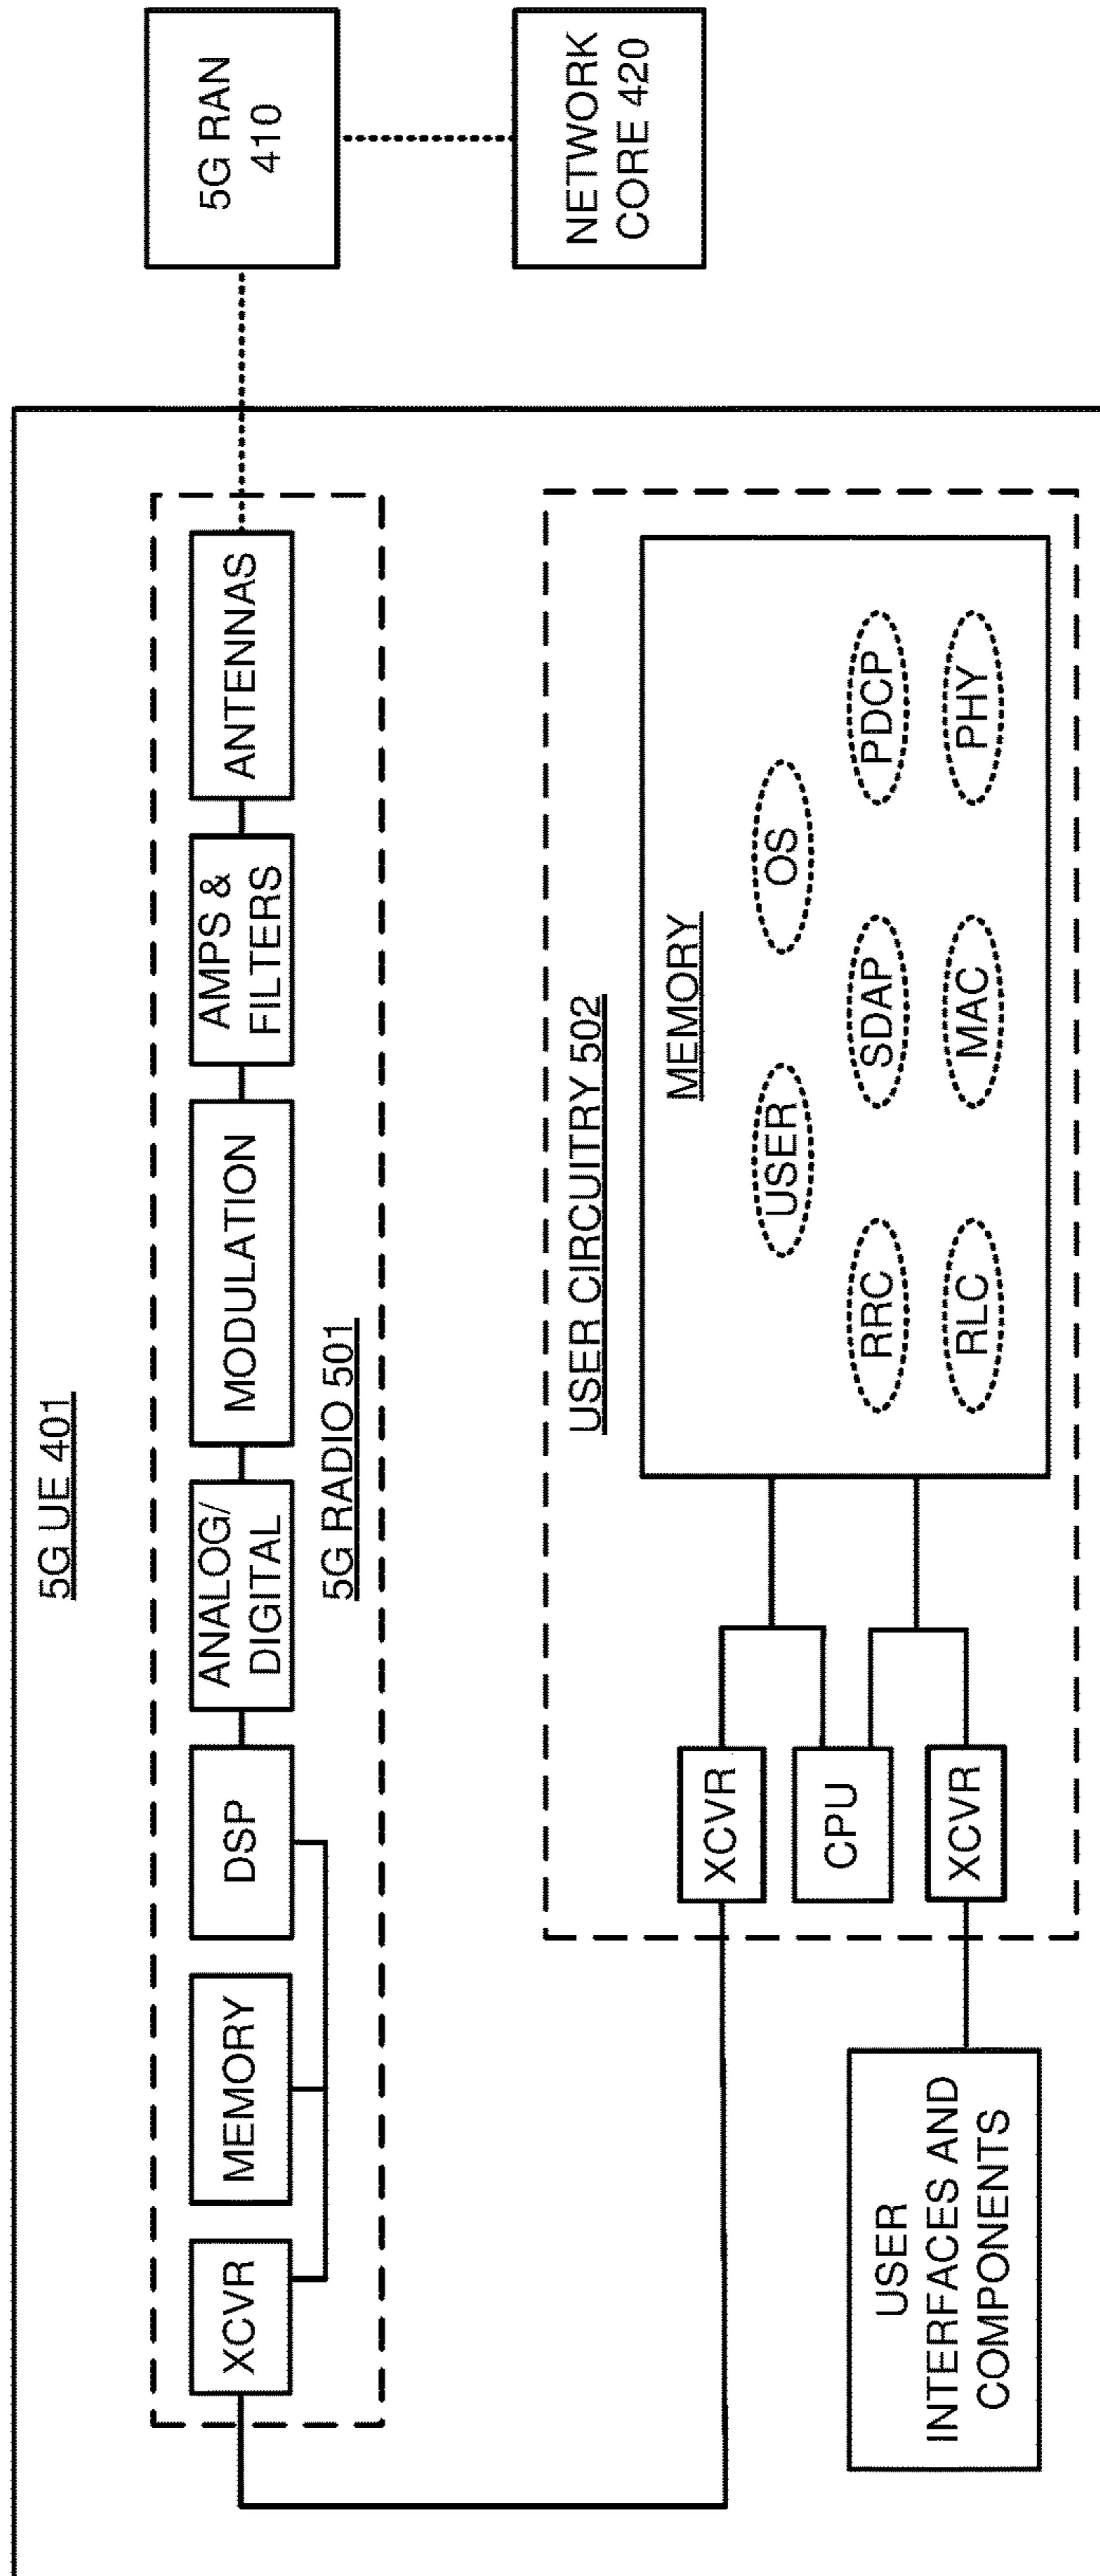 5G UE 401
XCVR
MEMORY
DSP
ANALOG/
DIGITAL
MODULATION
AMPS &
FILTERS
ANTENNAS
5G RADIO 501
5G RAN
410
NETWORK
CORE 420
USER CIRCUITRY 502
XCVR
CPU
XCVR
MEMORY
USER
OS
RRC
SDAP
PDCP
RLC
MAC
PHY
USER
INTERFACES AND
COMPONENTS